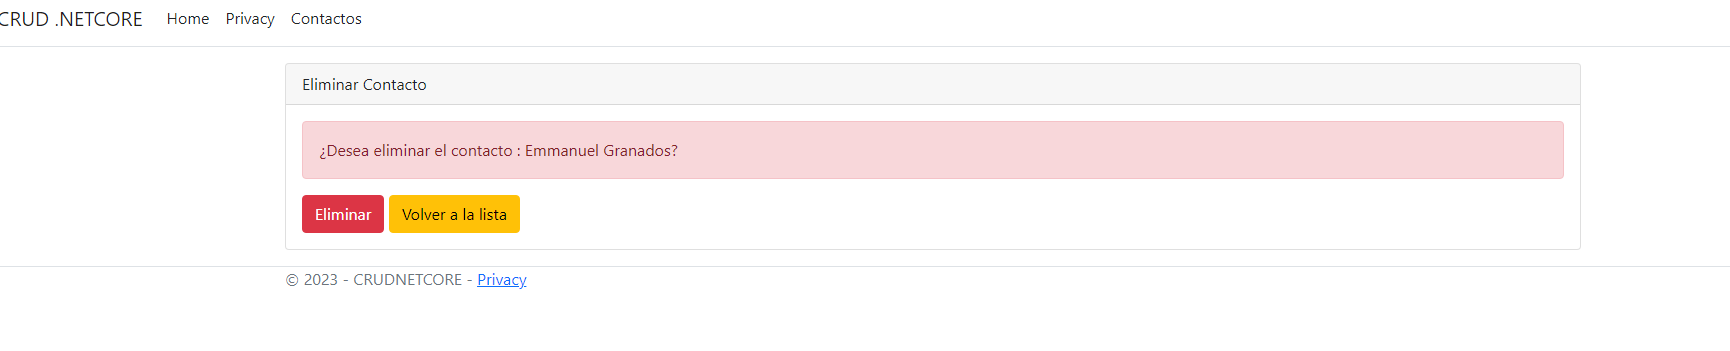 CRUD .NETCORE Home Privacy Contactos
Eliminar Contacto
¿Desea eliminar el contacto : Emmanuel Granados?
Eliminar Volver a la lista
© 2023 - CRUDNETCORE - Privacy